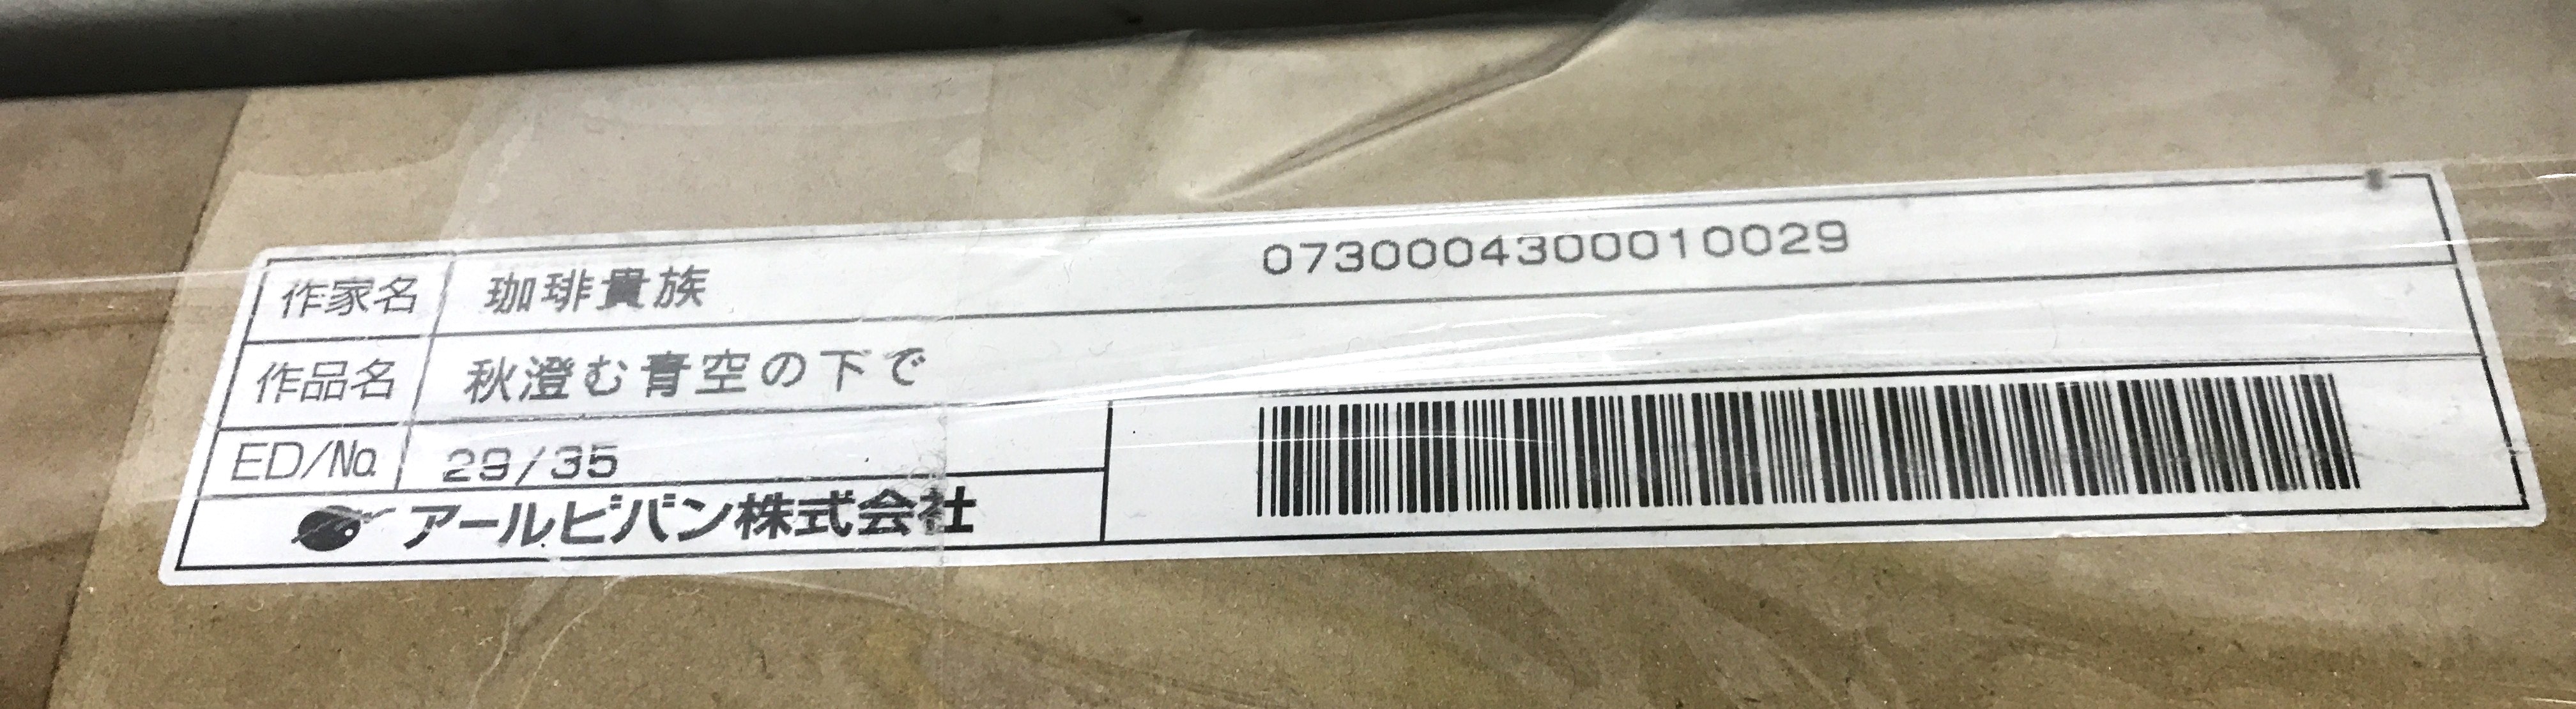 作家名 珈琲貴族 0730004300010029
作品名 秋澄む青空の下で
ED/No. 29/35
アールビバン株式会社